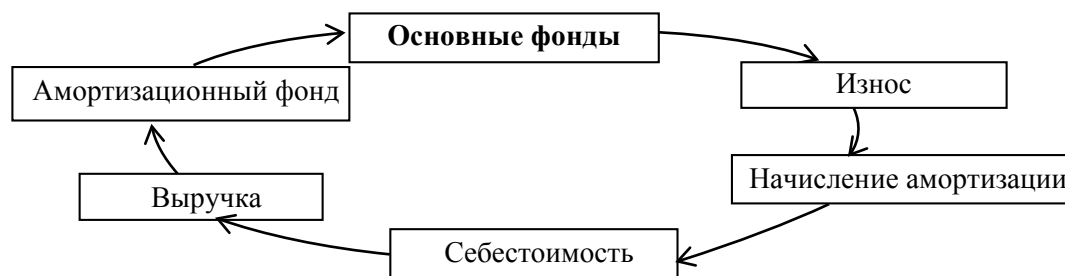 Основные фонды
Амортизационный фонд
Износ
Начисление амортизации
Выручка
Себестоимость